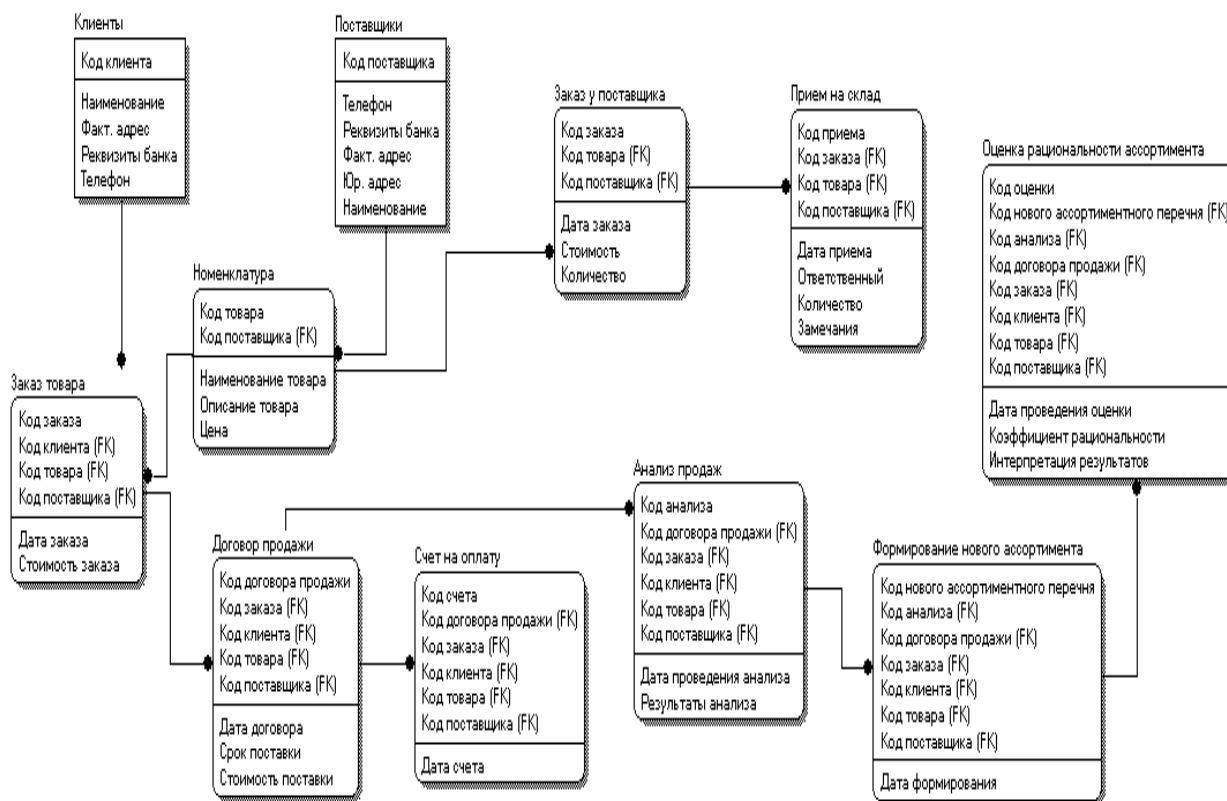 Клиенты
Код клиента
Наименование
Факт. адрес
Реквизиты банка
Телефон
Поставщики
Код поставщика
Телефон
Реквизиты банка
Факт. адрес
Юр. адрес
Наименование
Заказ у поставщика
Код заказа
Код товара (FK)
Код поставщика (FK)
Дата заказа
Стоимость
Количество
Прием на склад
Код приема
Код заказа (FK)
Код товара (FK)
Код поставщика (FK)
Дата приема
Ответственный
Количество
Замечания
Оценка рациональности ассортимента
Код оценки
Код нового ассортиментного перечня (FK)
Код анализа (FK)
Код договора продажи (FK)
Код заказа (FK)
Код клиента (FK)
Код товара (FK)
Код поставщика (FK)
Дата проведения оценки
Коэффициент рациональности
Интерпретация результатов
Номенклатура
Код товара
Код поставщика (FK)
Наименование товара
Описание товара
Цена
Заказ товара
Код заказа
Код клиента (FK)
Код товара (FK)
Код поставщика (FK)
Дата заказа
Стоимость заказа
Договор продажи
Код договора продажи
Код заказа (FK)
Код клиента (FK)
Код товара (FK)
Код поставщика (FK)
Дата договора
Срок поставки
Стоимость поставки
Счет на оплату
Код счета
Код договора продажи (FK)
Код заказа (FK)
Код клиента (FK)
Код товара (FK)
Код поставщика (FK)
Дата счета
Анализ продаж
Код анализа
Код договора продажи (FK)
Код заказа (FK)
Код клиента (FK)
Код товара (FK)
Код поставщика (FK)
Дата проведения анализа
Результаты анализа
Формирование нового ассортимента
Код нового ассортиментного перечня
Код анализа (FK)
Код договора продажи (FK)
Код заказа (FK)
Код клиента (FK)
Код товара (FK)
Код поставщика (FK)
Дата формирования